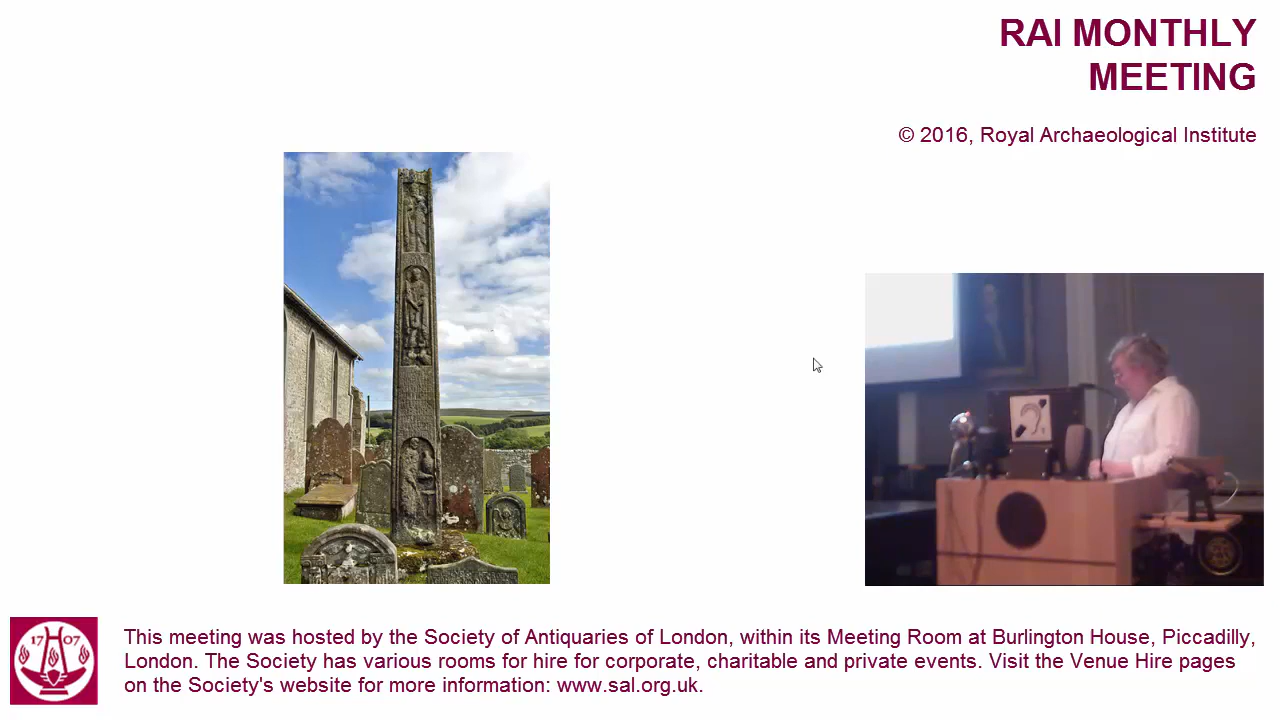 RAI MONTHLY
MEETING
© 2016, Royal Archaeological Institute
17 07
This meeting was hosted by the Society of Antiquaries of London, within its Meeting Room at Burlington House, Piccadilly,
London. The Society has various rooms for hire for corporate, charitable and private events. Visit the Venue Hire pages
on the Society's website for more information: www.sal.org.uk.